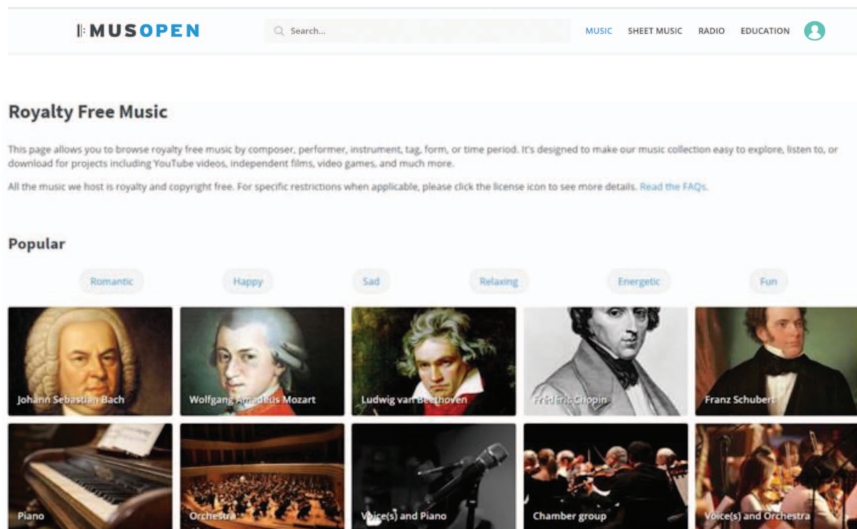 MUSOPEN
Search...
MUSIC SHEET MUSIC RADIO EDUCATION
Royalty Free Music
This page allows you to browse royalty free music by composer, performer, instrument, tag, form, or time period. It's designed to make our music collection easy to explore, listen to, or
download for projects including YouTube videos, independent films, video games, and much more.
All the music we host is royalty and copyright free. For specific restrictions when applicable, please click the license icon to see more details. Read the FAQs.
Popular
Romantic Happy Sad Relaxing Energetic Fun
Johann Sebastian Bach Wolfgang Amadeus Mozart Ludwig van Beethoven Frédéric Chopin Franz Schubert
Piano Orchestra Voice(s) and Piano Chamber group Voice(s) and Orchestra